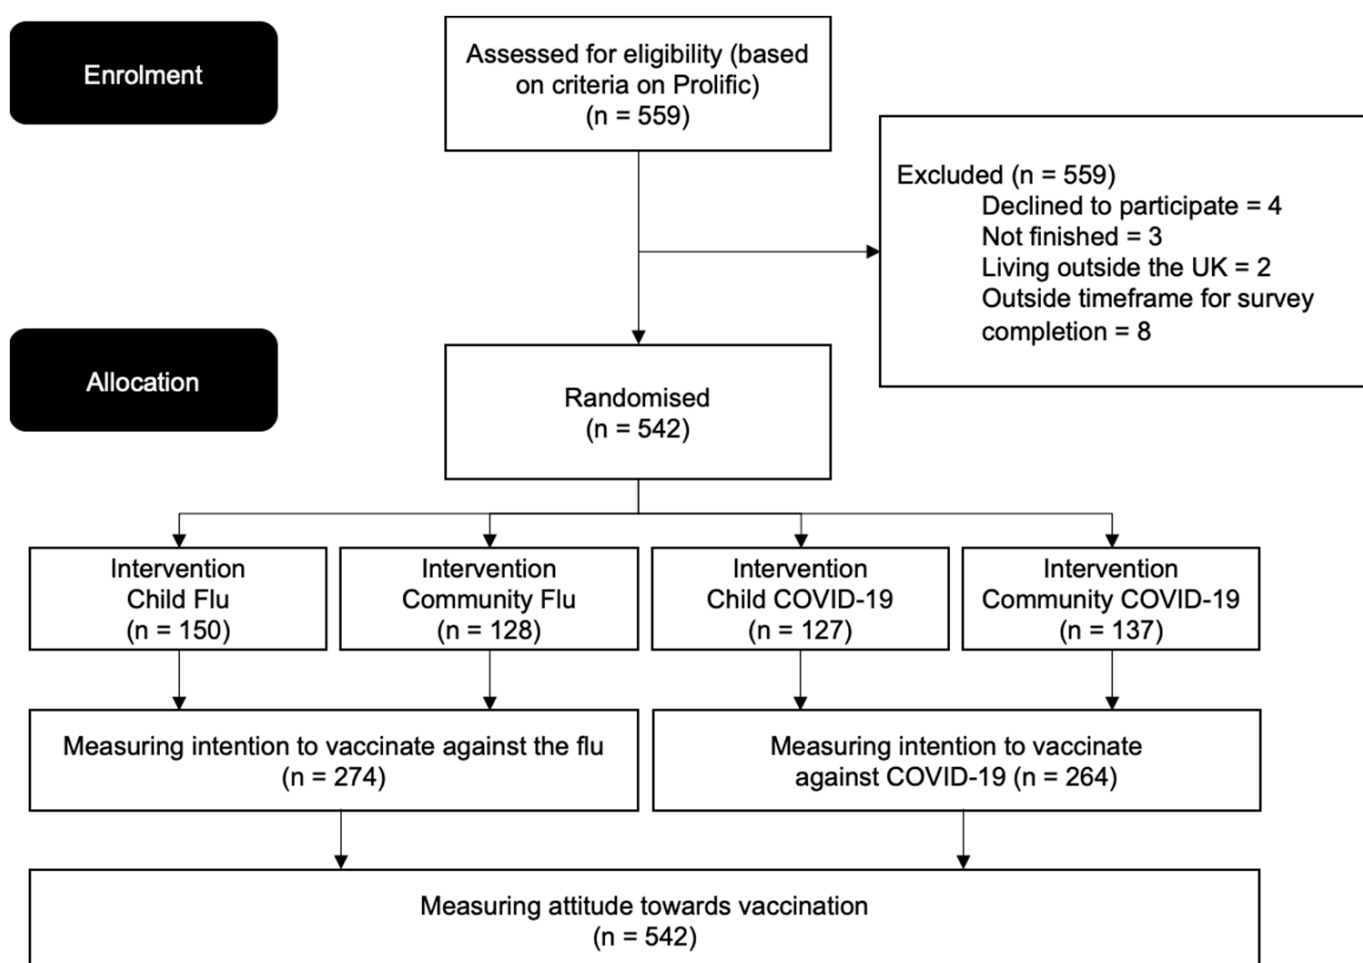 Enrolment
Assessed for eligibility (based
on criteria on Prolific)
(n = 559)
Excluded (n = 559)
Declined to participate = 4
Not finished = 3
Living outside the UK = 2
Outside timeframe for survey
completion = 8
Allocation
Randomised
(n = 542)
Intervention
Child Flu
(n = 150)
Intervention
Community Flu
(n = 128)
Intervention
Child COVID-19
(n = 127)
Intervention
Community COVID-19
(n = 137)
Measuring intention to vaccinate against the flu
(n = 274)
Measuring intention to vaccinate
against COVID-19 (n = 264)
Measuring attitude towards vaccination
(n = 542)